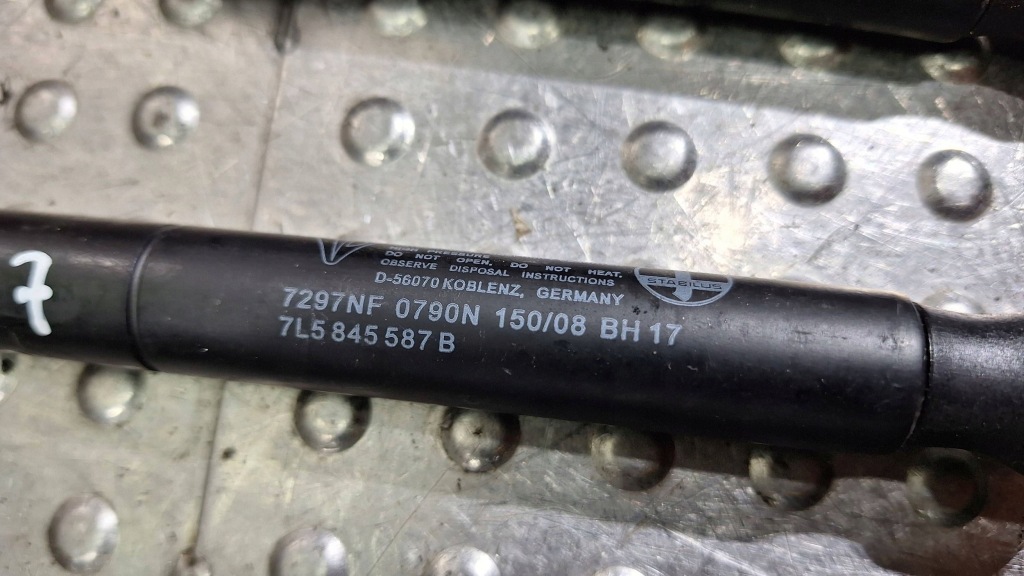 HIGH PRESSURE
DO NOT OPEN, DO NOT HEAT,
OBSERVE DISPOSAL INSTRUCTIONS
D-56070 KOBLENZ, GERMANY
STABILUS
7297NF 0790N 150/08 BH 17
7L5 845 587 B
7